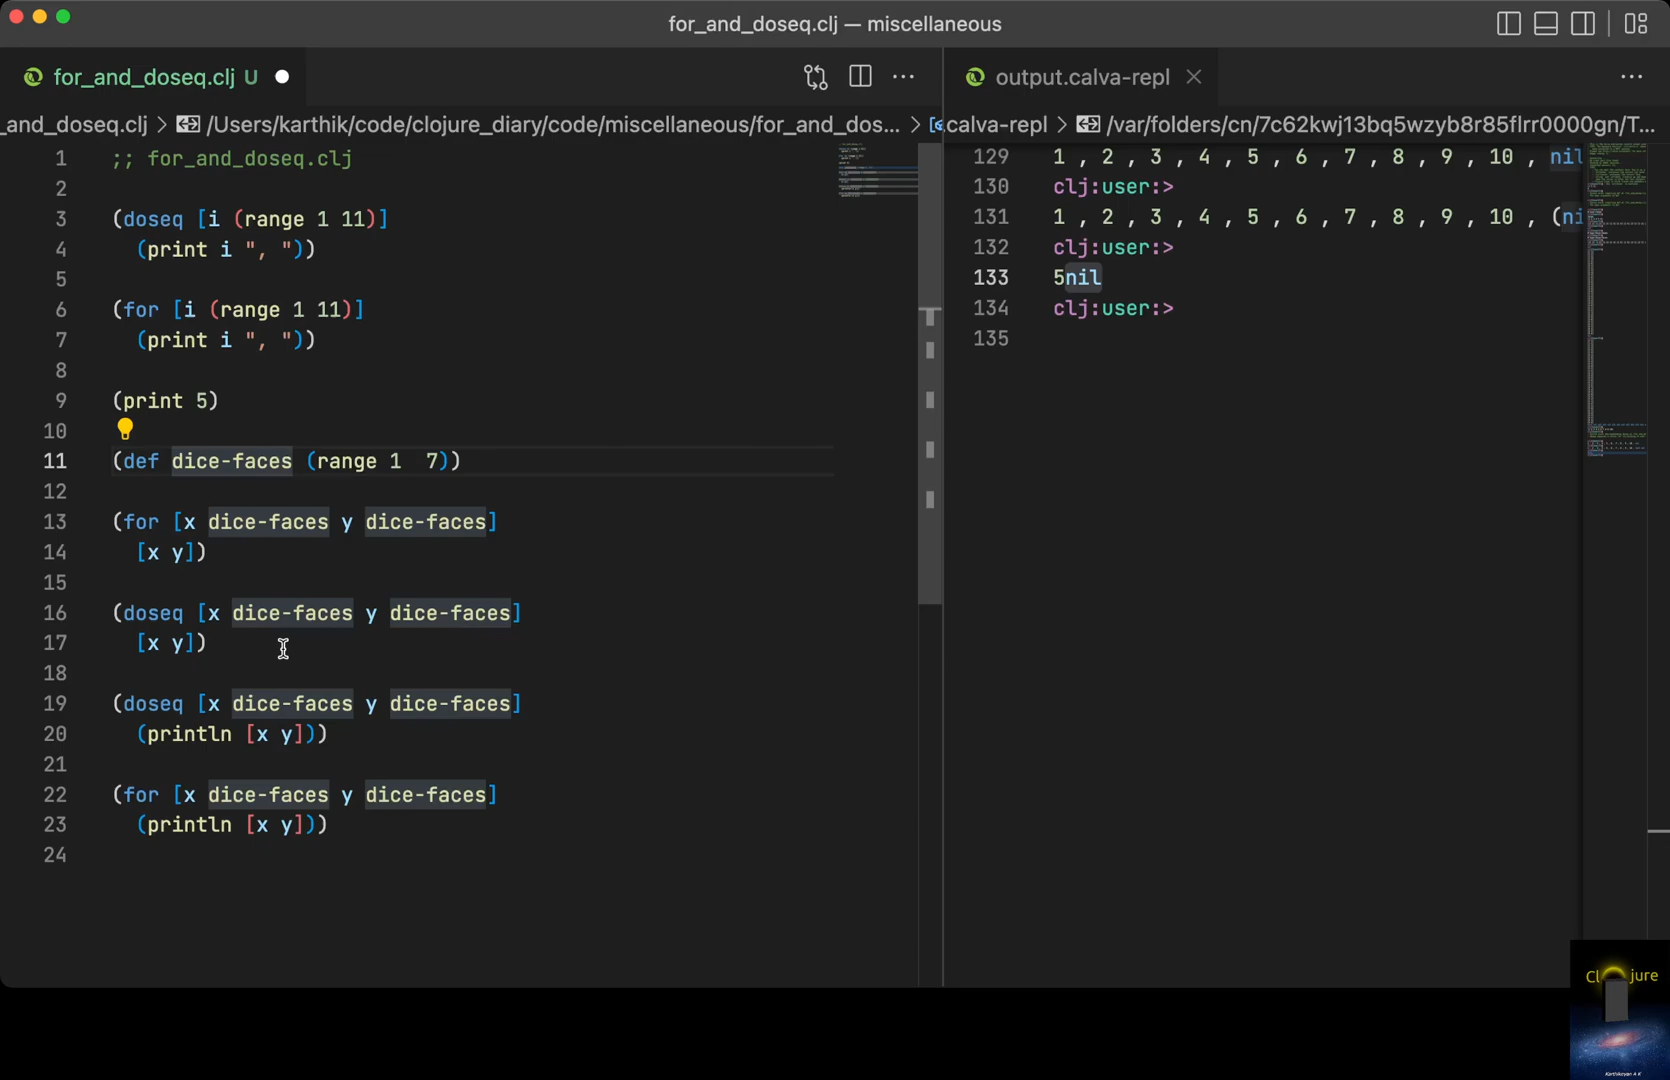 for_and_doseq.clj — miscellaneous
for_and_doseq.clj U
output.calva-repl
_and_doseq.clj > /Users/karthik/code/clojure_diary/code/miscellaneous/for_and_dos... >
calva-repl > /var/folders/cn/7c62kwj13bq5wzyb8r85flrr0000gn/T...
1 ;; for_and_doseq.clj
2
3 (doseq [i (range 1 11)]
4 (print i ", "))
5
6 (for [i (range 1 11)]
7 (print i ", "))
8
9 (print 5)
10
11 (def dice-faces (range 1  7))
12
13 (for [x dice-faces y dice-faces]
14 [x y])
15
16 (doseq [x dice-faces y dice-faces]
17 [x y])
18
19 (doseq [x dice-faces y dice-faces]
20 (println [x y]))
21
22 (for [x dice-faces y dice-faces]
23 (println [x y]))
24
129 1 , 2 , 3 , 4 , 5 , 6 , 7 , 8 , 9 , 10 , nil
130 clj:user:>
131 1 , 2 , 3 , 4 , 5 , 6 , 7 , 8 , 9 , 10 , (ni
132 clj:user:>
133 5nil
134 clj:user:>
135
Clojure
Karthikeyan A K